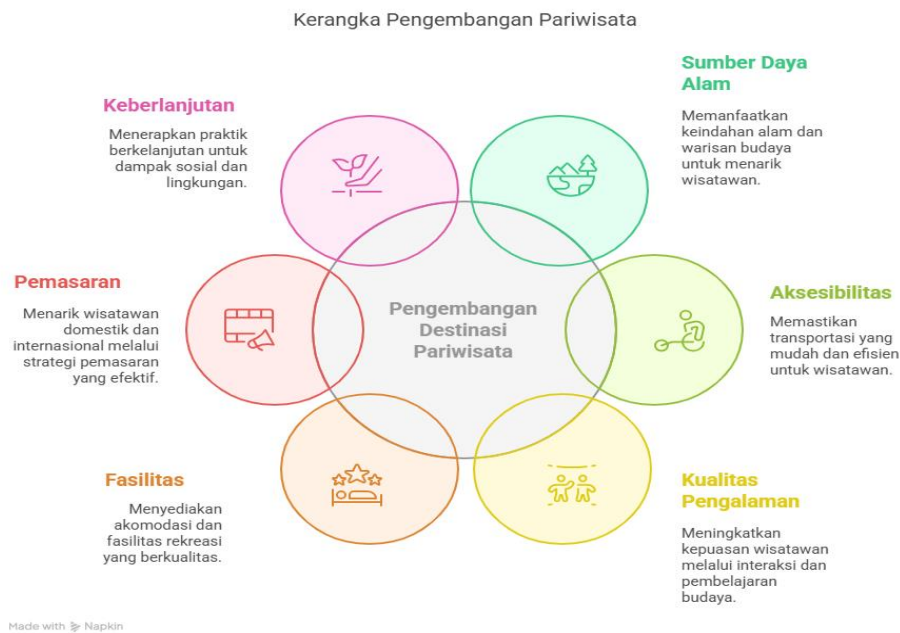 Kerangka Pengembangan Pariwisata
Sumber Daya
Alam
Memanfaatkan
keindahan alam dan
warisan budaya
untuk menarik
wisatawan.
Keberlanjutan
Menerapkan praktik
berkelanjutan untuk
dampak sosial dan
lingkungan.
Pemasaran
Menarik wisatawan
domestik dan
internasional melalui
strategi pemasaran
yang efektif.
Pengembangan
Destinasi
Pariwisata
Aksesibilitas
Memastikan
transportasi yang
mudah dan efisien
untuk wisatawan.
Fasilitas
Menyediakan
akomodasi dan
fasilitas rekreasi
yang berkualitas.
Kualitas
Pengalaman
Meningkatkan
kepuasan wisatawan
melalui interaksi dan
pembelajaran
budaya.
Made with Napkin